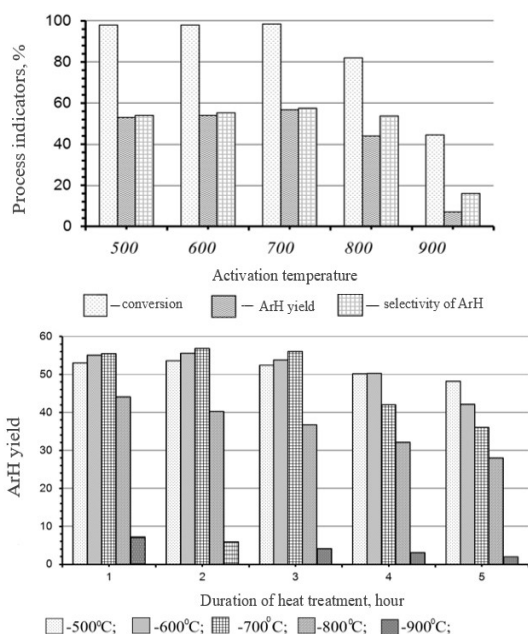 Process indicators, %
100
80
60
40
20
0
500 600 700 800 900
Activation temperature
—conversion — ArH yield — selectivity of ArH
ArH yield
60
50
40
30
20
10
0
1 2 3 4 5
Duration of heat treatment, hour
-500⁰C; -600⁰C; -700⁰C; -800⁰C; -900⁰C;